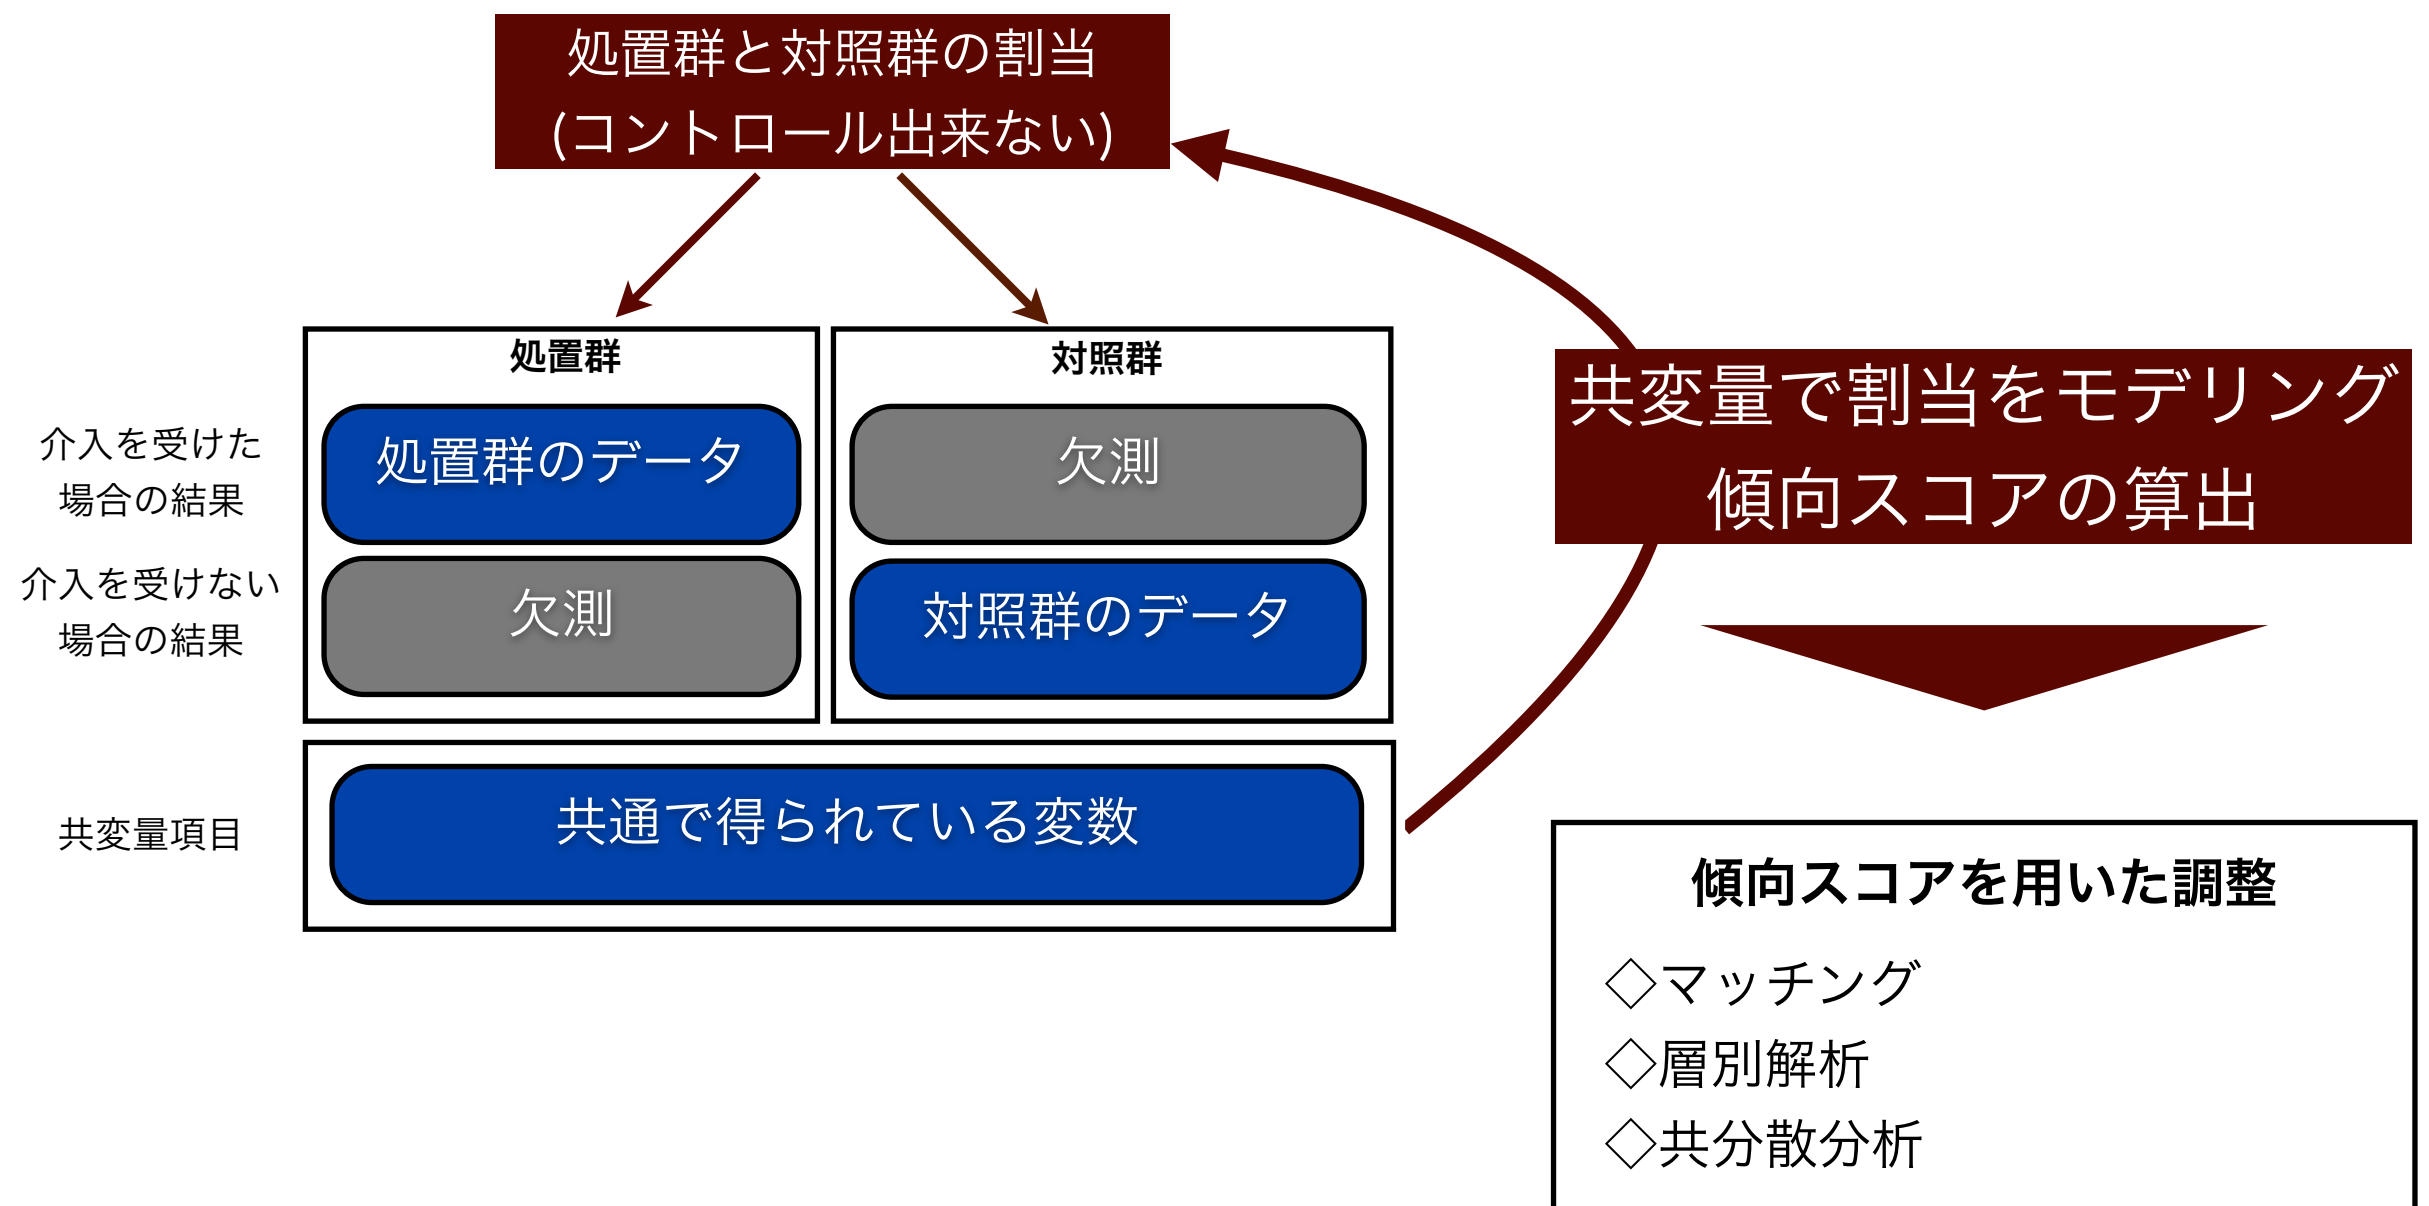 処置群と対照群の割当
(コントロール出来ない)
処置群
対照群
介入を受けた
場合の結果
処置群のデータ
欠測
介入を受けない
場合の結果
欠測
対照群のデータ
共変量項目
共通で得られている変数
共変量で割当をモデリング
傾向スコアの算出
傾向スコアを用いた調整
◇マッチング
◇層別解析
◇共分散分析